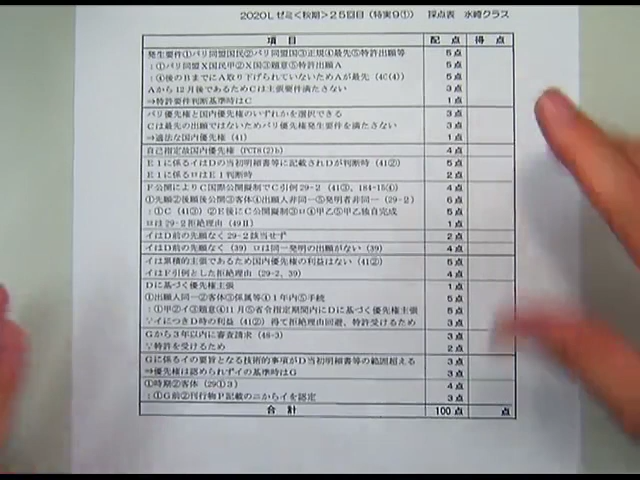 2020Lゼミ＜秋期＞25回目（特実9①） 採点表 水崎クラス
項目 配点 得点
発生要件①パリ同盟国民②パリ同盟国③正規④最先⑤特許出願等 5点
：①パリ同盟X国民甲②X国③題意⑤特許出願A 5点
：④後のBまでにA取り下げられていないためAが最先（4C(4)） 5点
Aから12月後であるためCは主張要件満たさない 3点
⇒特許要件判断基準時はC 1点
パリ優先権と国内優先権のいずれかを選択できる 3点
Cは最先の出願ではないためパリ優先権発生要件を満たさない 3点
⇒適法な国内優先権（41） 1点
自己指定故国内優先権（PCT8(2)b） 4点
E1に係るイはDの当初明細書等に記載されDが判断時（41②） 5点
E1に係るロはE1判断時 2点
F公開によりC国際公開擬制でC引例29-2（41③、184-15④） 4点
①先願②後願後公開③客体④出願人非同一⑤発明者非同一（29-2） 6点
：①C（41③）②E後にC公開擬制③ロ④甲乙⑤甲乙独自完成 5点
ロは29-2拒絶理由（49Ⅱ） 1点
イはD前の先願なく29-2該当せず 2点
イはD前の先願なく（39）ロは同一発明の出願がない（39） 4点
イは累積的主張であるため国内優先権の利益はない（41②） 5点
イはF引例とした拒絶理由（29-2、39） 4点
Dに基づく優先権主張 1点
①出願人同一②客体③係属等④1年内⑤手続 5点
：①甲②イ③題意④11月⑤省令指定期間内にDに基づく優先権主張 5点
∵イにつきD時の利益（41②）得て拒絶理由回避、特許受けるため 3点
Gから3年以内に審査請求（48-3） 3点
∵特許を受けるため 2点
Gに係るイの要旨となる技術的事項がD当初明細書等の範囲超える 3点
⇒優先権は認められずイの基準時はG 3点
①時期②客体（29①3） 4点
：①G前②刊行物P記載のニからイを認定 3点
合計 100点 点